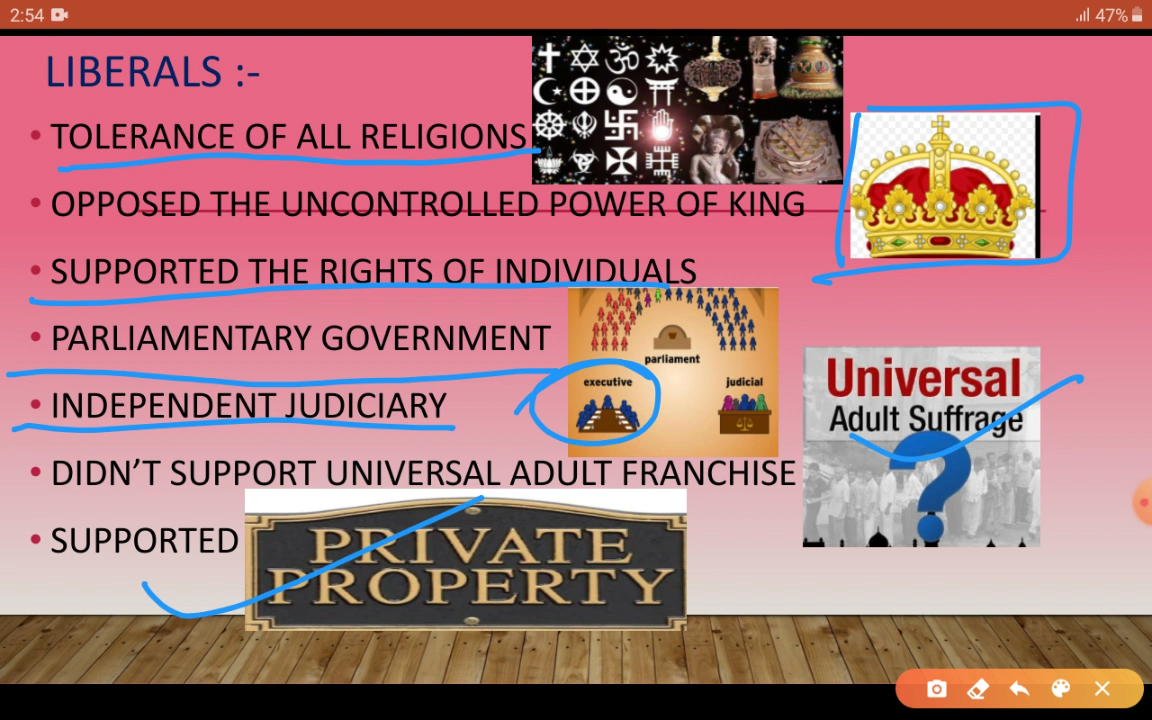 2:54
47%
LIBERALS :-
• TOLERANCE OF ALL RELIGIONS
• OPPOSED THE UNCONTROLLED POWER OF KING
• SUPPORTED THE RIGHTS OF INDIVIDUALS
• PARLIAMENTARY GOVERNMENT
parliament
executive
judicial
• INDEPENDENT JUDICIARY
Universal
Adult Suffrage
?
• DIDN’T SUPPORT UNIVERSAL ADULT FRANCHISE
• SUPPORTED
PRIVATE
PROPERTY